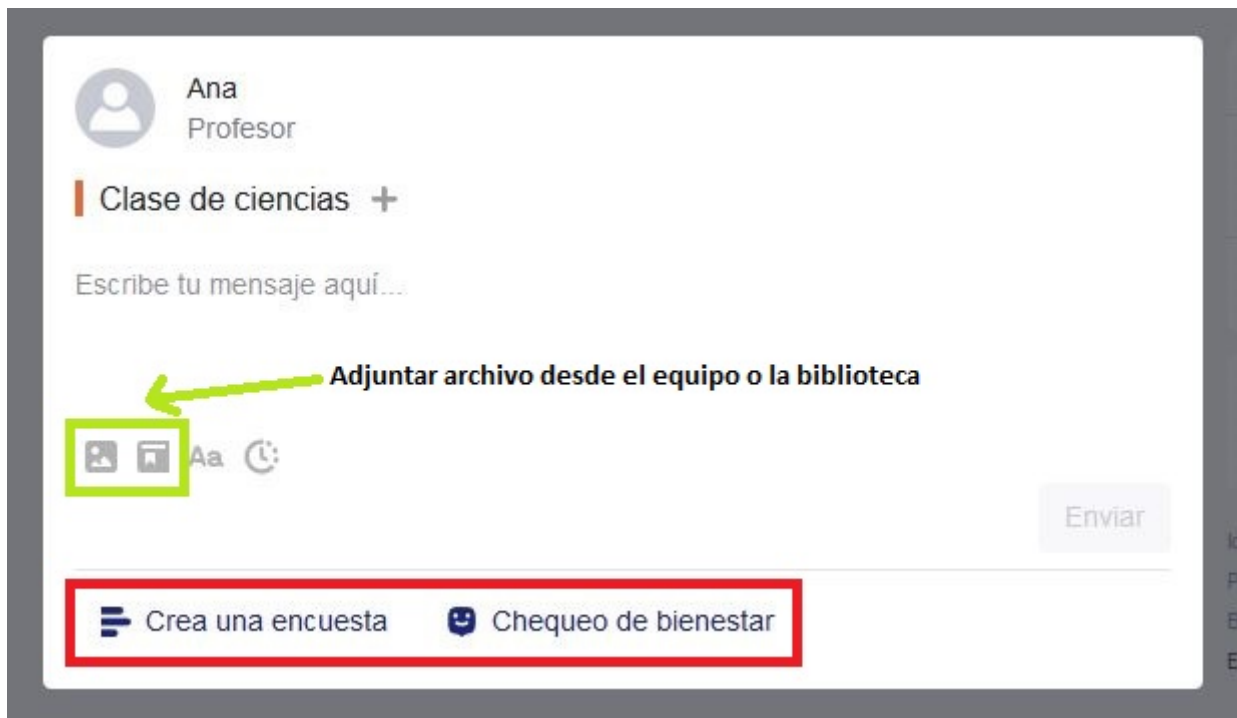 Ana
Profesor
Clase de ciencias +
Escribe tu mensaje aquí...
Adjuntar archivo desde el equipo o la biblioteca
Aa
Enviar
Crea una encuesta Chequeo de bienestar